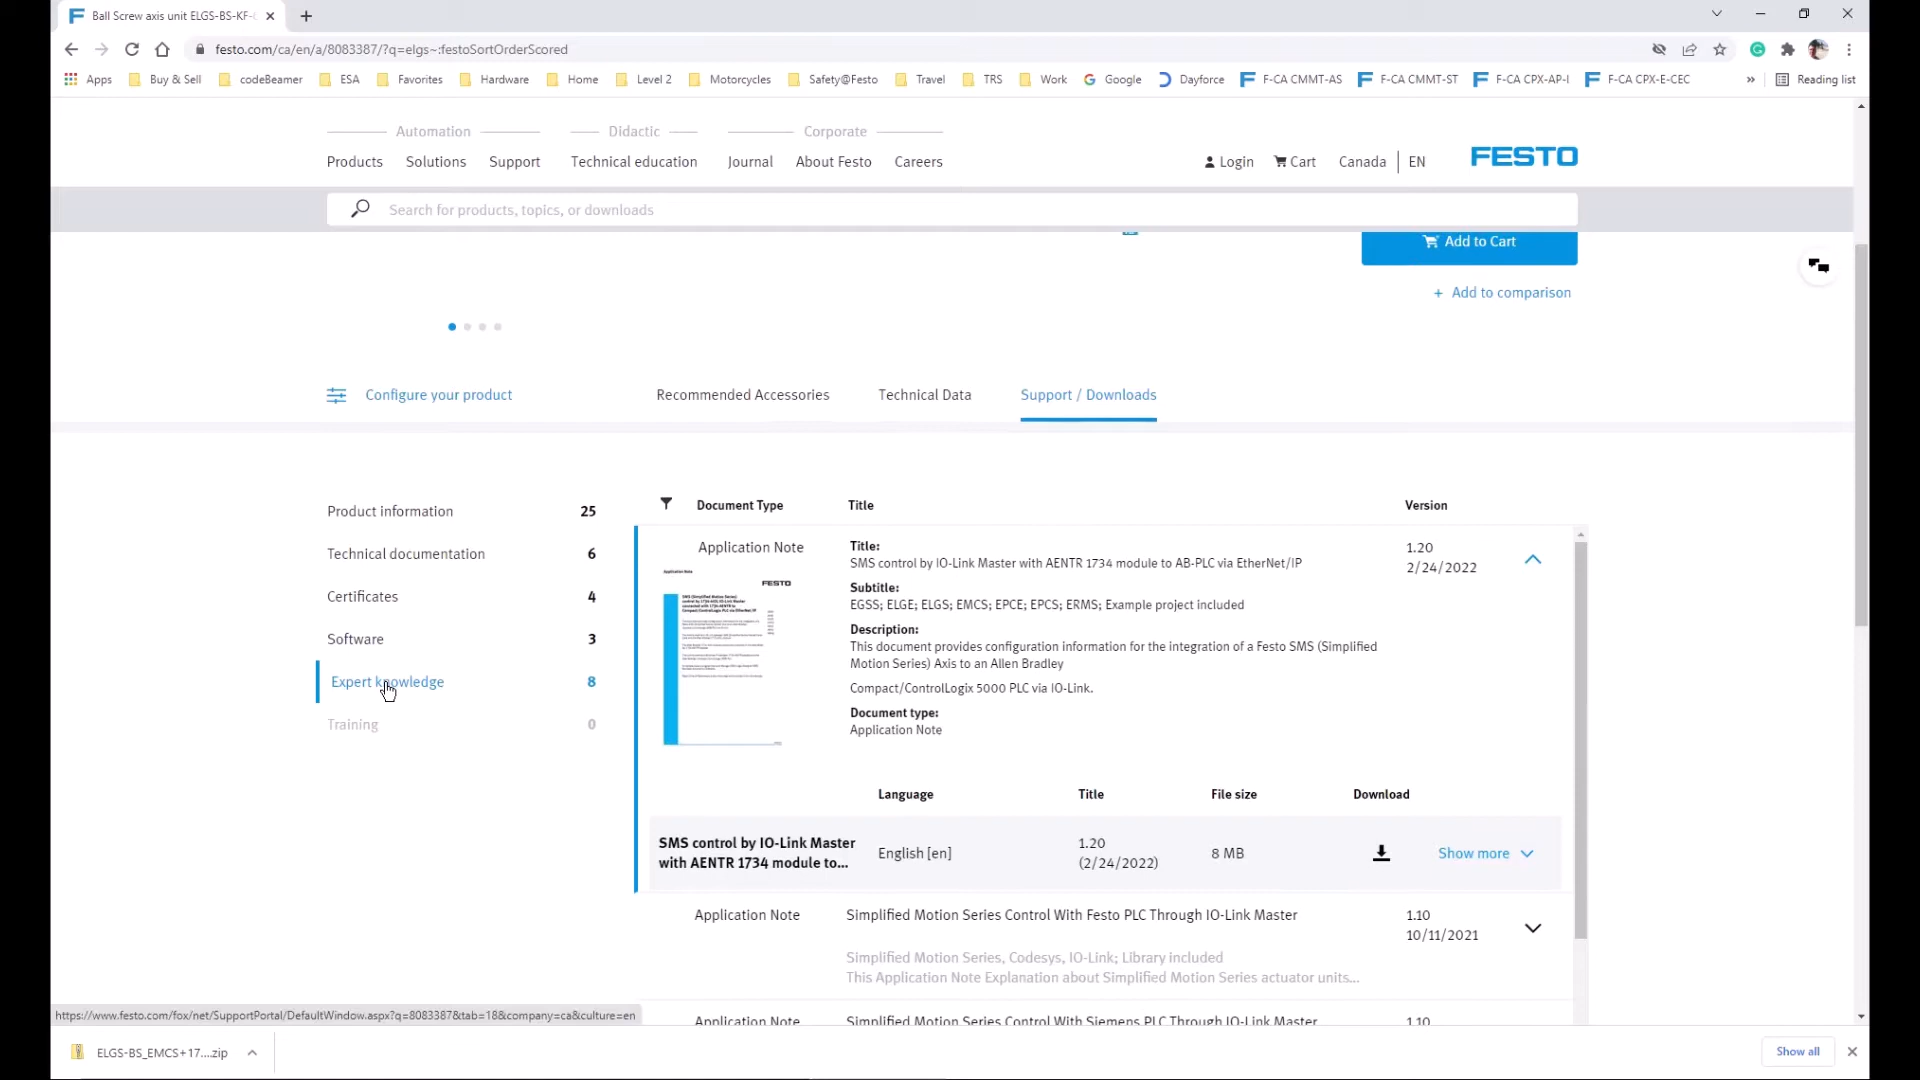 Ball Screw axis unit ELGS-BS-KF-
festo.com/ca/en/a/8083387/?q=elgs~:festoSortOrderScored
Apps Buy & Sell codeBeamer ESA Favorites Hardware Home Level 2 Motorcycles Safety@Festo Travel TRS Work Google Dayforce F-CA CMMT-AS F-CA CMMT-ST F-CA CPX-AP-I F-CA CPX-E-CEC » Reading list
Automation Didactic Corporate
Products Solutions Support Technical education Journal About Festo Careers Login Cart Canada EN FESTO
Search for products, topics, or downloads
Add to Cart
+ Add to comparison
Configure your product Recommended Accessories Technical Data Support / Downloads
Product information 25
Technical documentation 6
Certificates 4
Software 3
Expert knowledge 8
Training 0
Document Type Title Version
Application Note
Title:
SMS control by IO-Link Master with AENTR 1734 module to AB-PLC via EtherNet/IP
1.20
2/24/2022
Subtitle:
EGSS; ELGE; ELGS; EMCS; EPCE; EPCS; ERMS; Example project included
Description:
This document provides configuration information for the integration of a Festo SMS (Simplified
Motion Series) Axis to an Allen Bradley
Compact/ControlLogix 5000 PLC via IO-Link.
Document type:
Application Note
Application Note
FESTO
Language Title File size Download
SMS control by IO-Link Master
with AENTR 1734 module to...
English [en]
1.20
(2/24/2022)
8 MB
Show more
Application Note Simplified Motion Series Control With Festo PLC Through IO-Link Master 1.10
10/11/2021
Simplified Motion Series, Codesys, IO-Link; Library included
This Application Note Explanation about Simplified Motion Series actuator units...
Application Note Simplified Motion Series Control With Siemens PLC Through IO-Link Master 1.10
https://www.festo.com/fox/net/SupportPortal/DefaultWindow.aspx?q=8083387&tab=18&company=ca&culture=en
ELGS-BS_EMCS+17....zip Show all